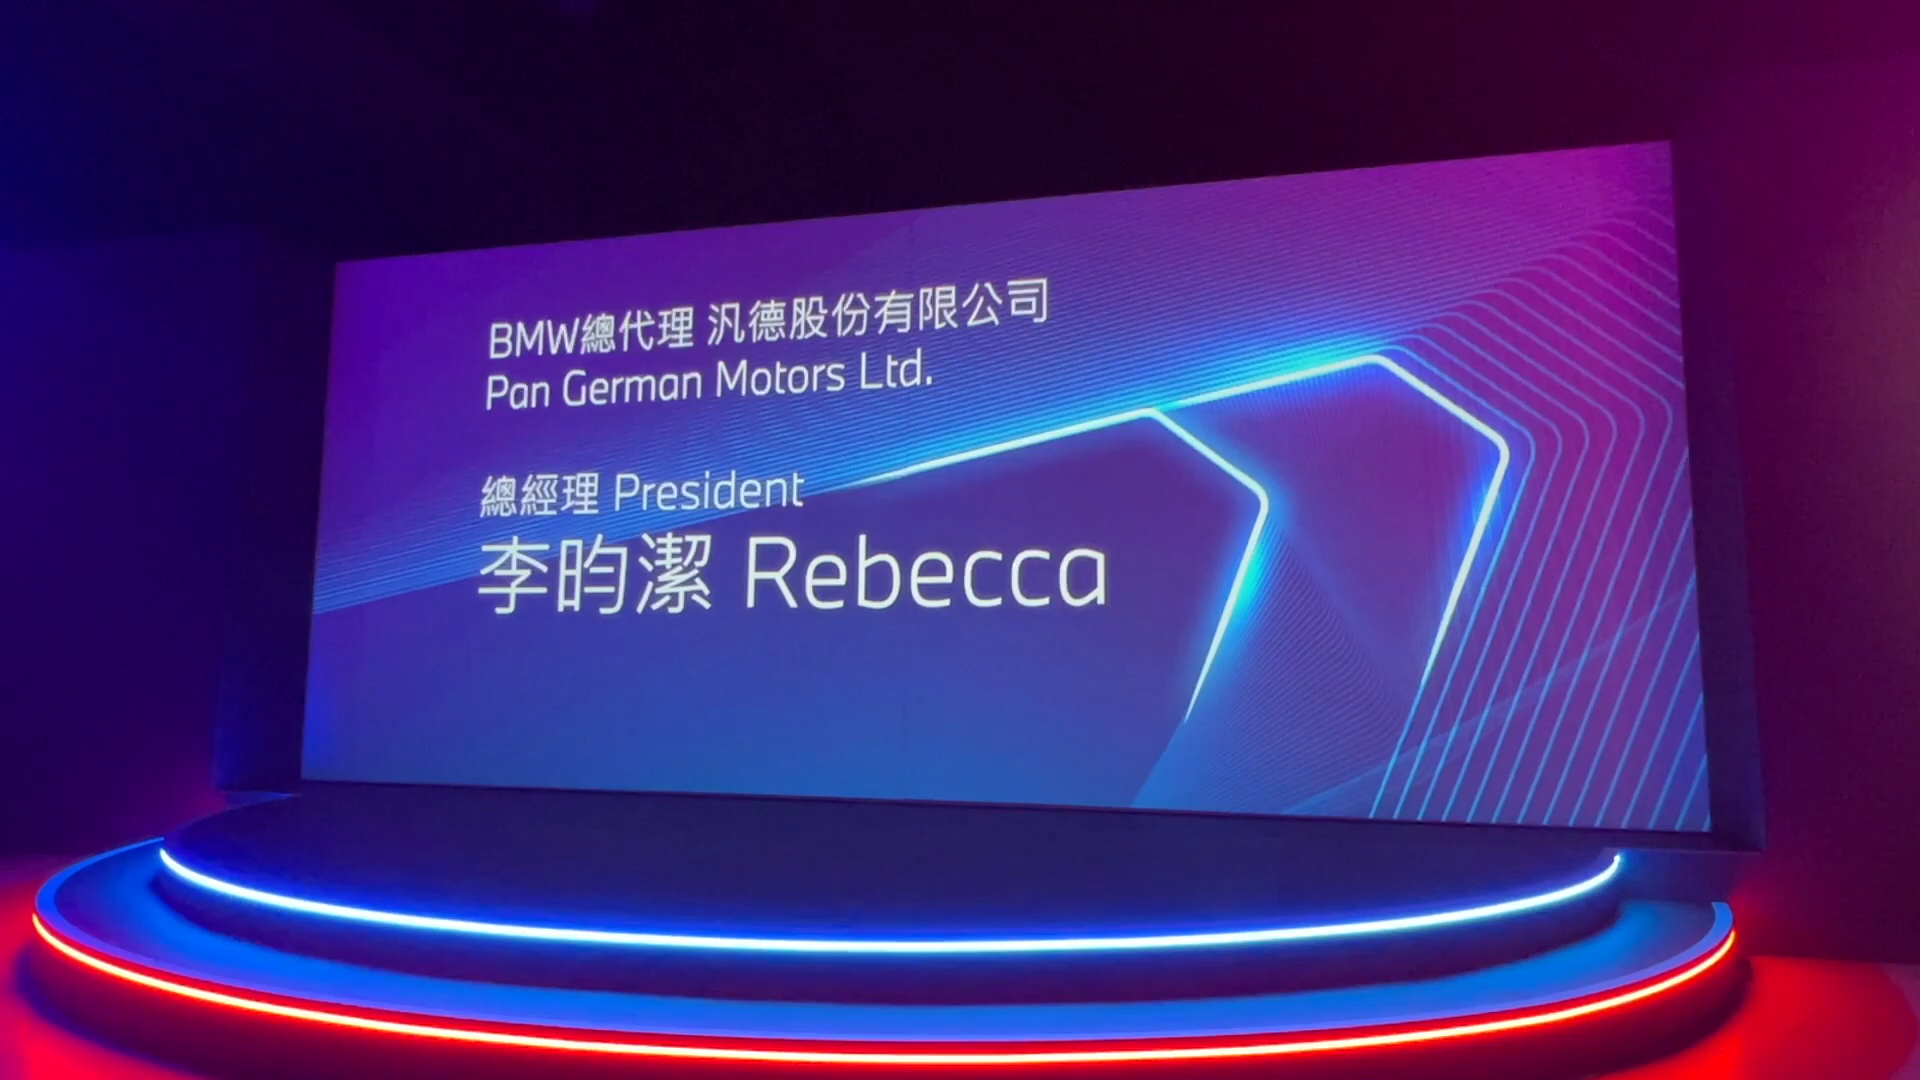 BMW總代理 汎德股份有限公司
Pan German Motors Ltd.
總經理 President
李昀潔 Rebecca